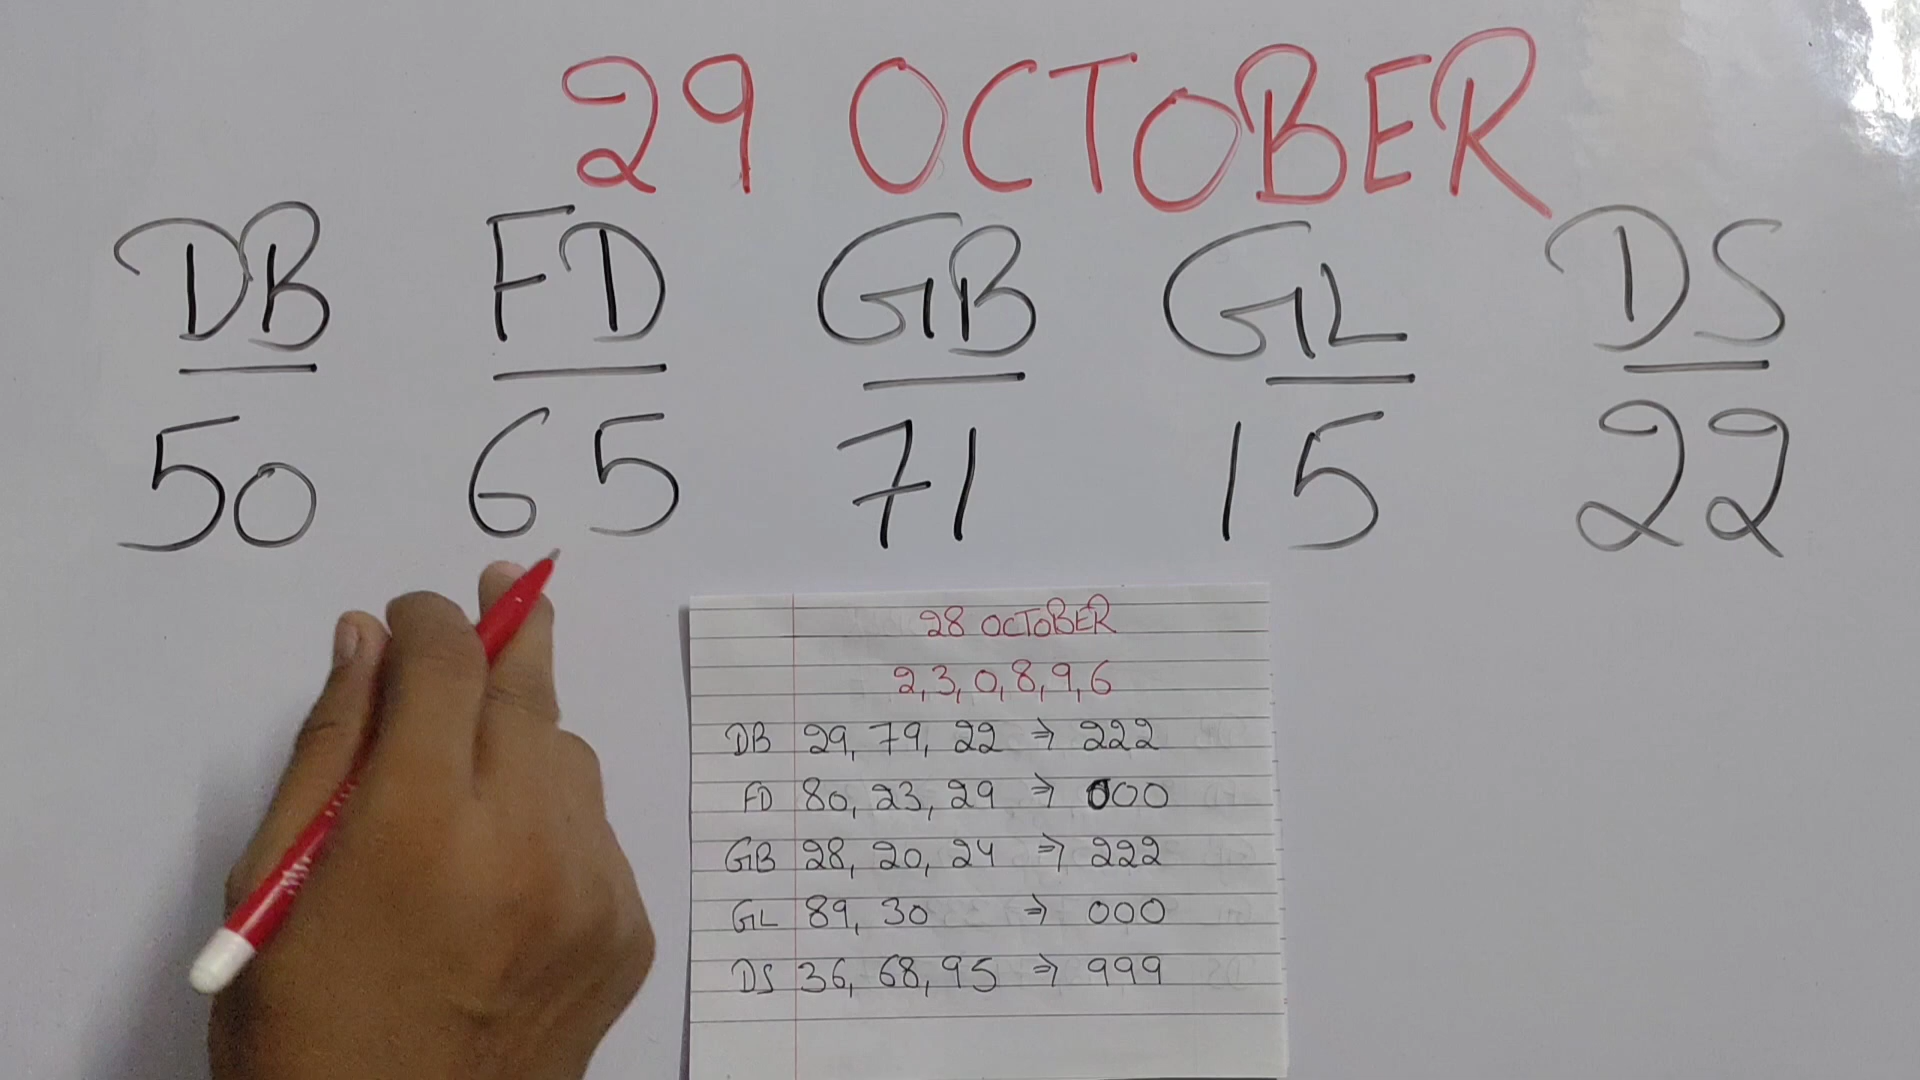 29 OCTOBER
DB FD GB GL DS
50 65 71 15 22
28 OCTOBER
2, 3, 0, 8, 9, 6
DB 29, 79, 22 ⇒ 222
FD 80, 23, 29 ⇒ 000
GB 28, 20, 24 ⇒ 222
GL 89, 30 ⇒ 000
DS 36, 68, 95 ⇒ 999